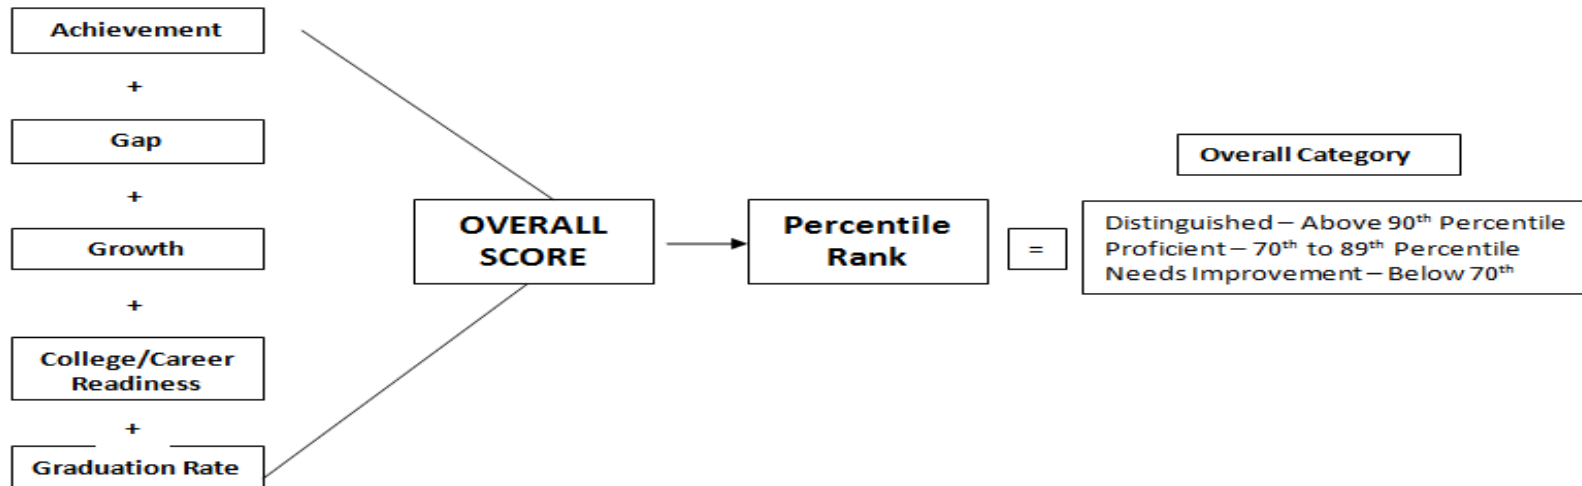 Achievement
+
Gap
+
Growth
+
College/Career
Readiness
+
Graduation Rate
OVERALL
SCORE
Percentile
Rank
=
Overall Category
Distinguished – Above 90th Percentile
Proficient – 70th to 89th Percentile
Needs Improvement – Below 70th